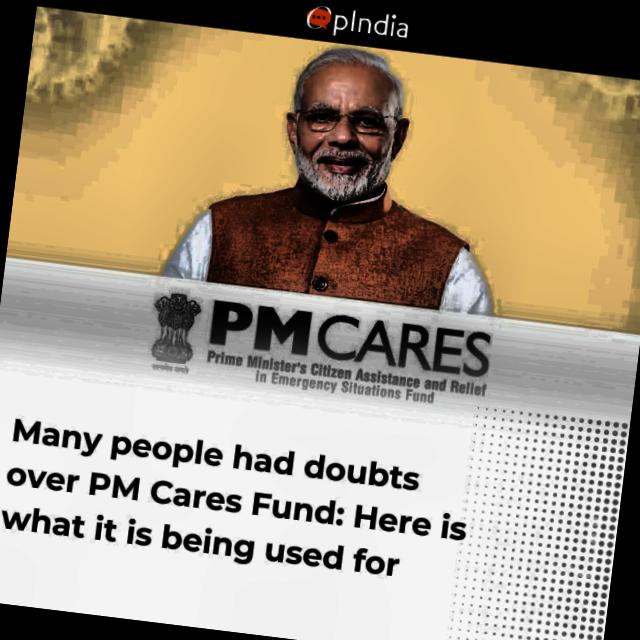 OpIndia
PM CARES
Prime Minister's Citizen Assistance and Relief
in Emergency Situations Fund
Many people had doubts
over PM Cares Fund: Here is
what it is being used for